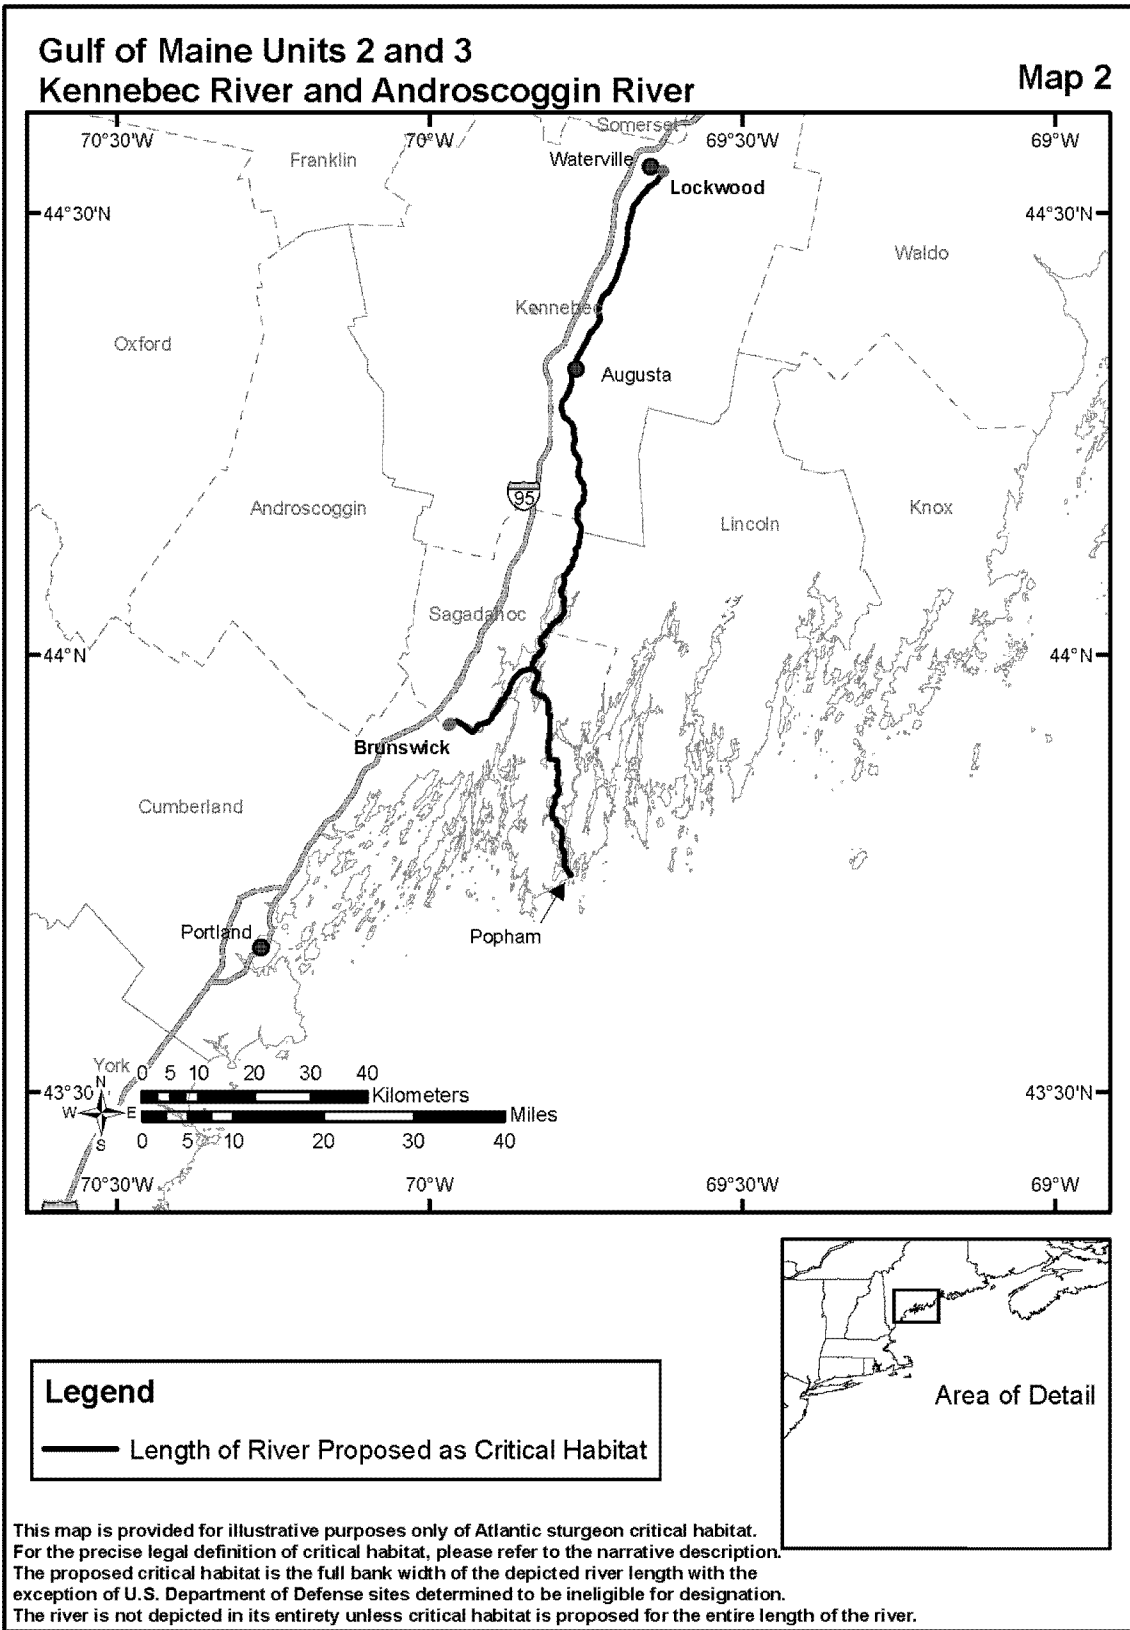 Gulf of Maine Units 2 and 3
Kennebec River and Androscoggin River
Map 2
70°30'W
70°W
69°30'W
69°W
Somerset
Franklin
Waterville
Lockwood
44°30'N
44°30'N
Waldo
Kennebec
Oxford
Augusta
95
Androscoggin
Lincoln
Knox
Sagadahoc
44°N
44°N
Brunswick
Cumberland
Portland
Popham
York
0 5 10 20 30 40
Kilometers
43°30'
43°30'N
N
W E
S
Miles
0 5 10 20 30 40
70°30'W
70°W
69°30'W
69°W
Area of Detail
Legend
Length of River Proposed as Critical Habitat
This map is provided for illustrative purposes only of Atlantic sturgeon critical habitat.
For the precise legal definition of critical habitat, please refer to the narrative description.
The proposed critical habitat is the full bank width of the depicted river length with the
exception of U.S. Department of Defense sites determined to be ineligible for designation.
The river is not depicted in its entirety unless critical habitat is proposed for the entire length of the river.